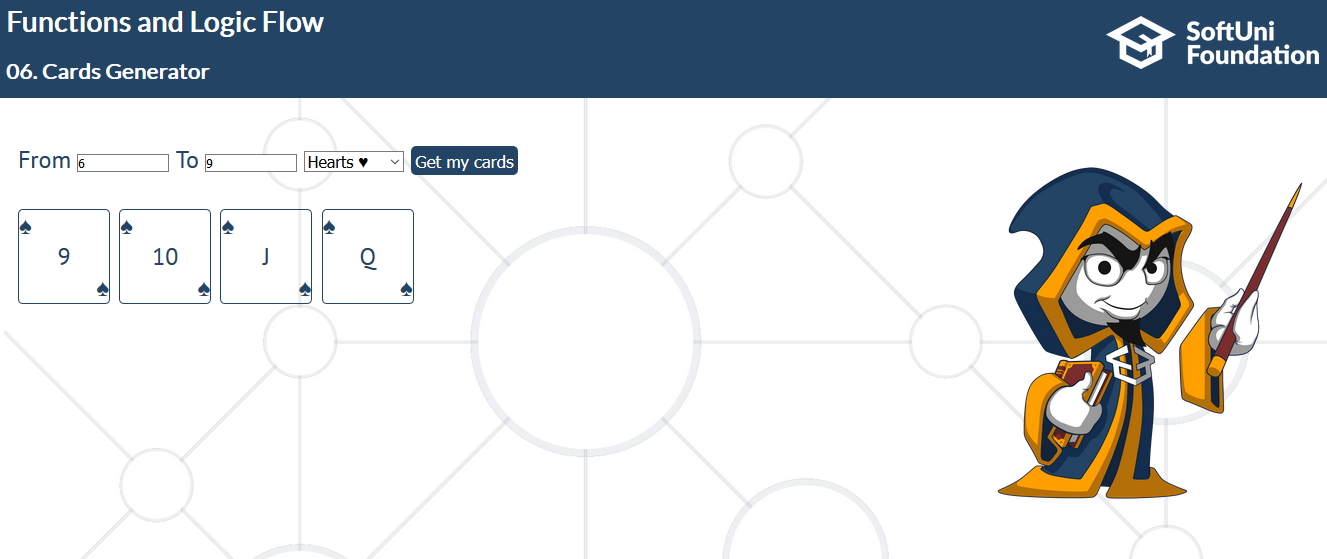 Functions and Logic Flow
SoftUni
Foundation
06. Cards Generator
From 6 To 9 Hearts ♥ Get my cards
♠ ♠ ♠ ♠
9 10 J Q
♠ ♠ ♠ ♠